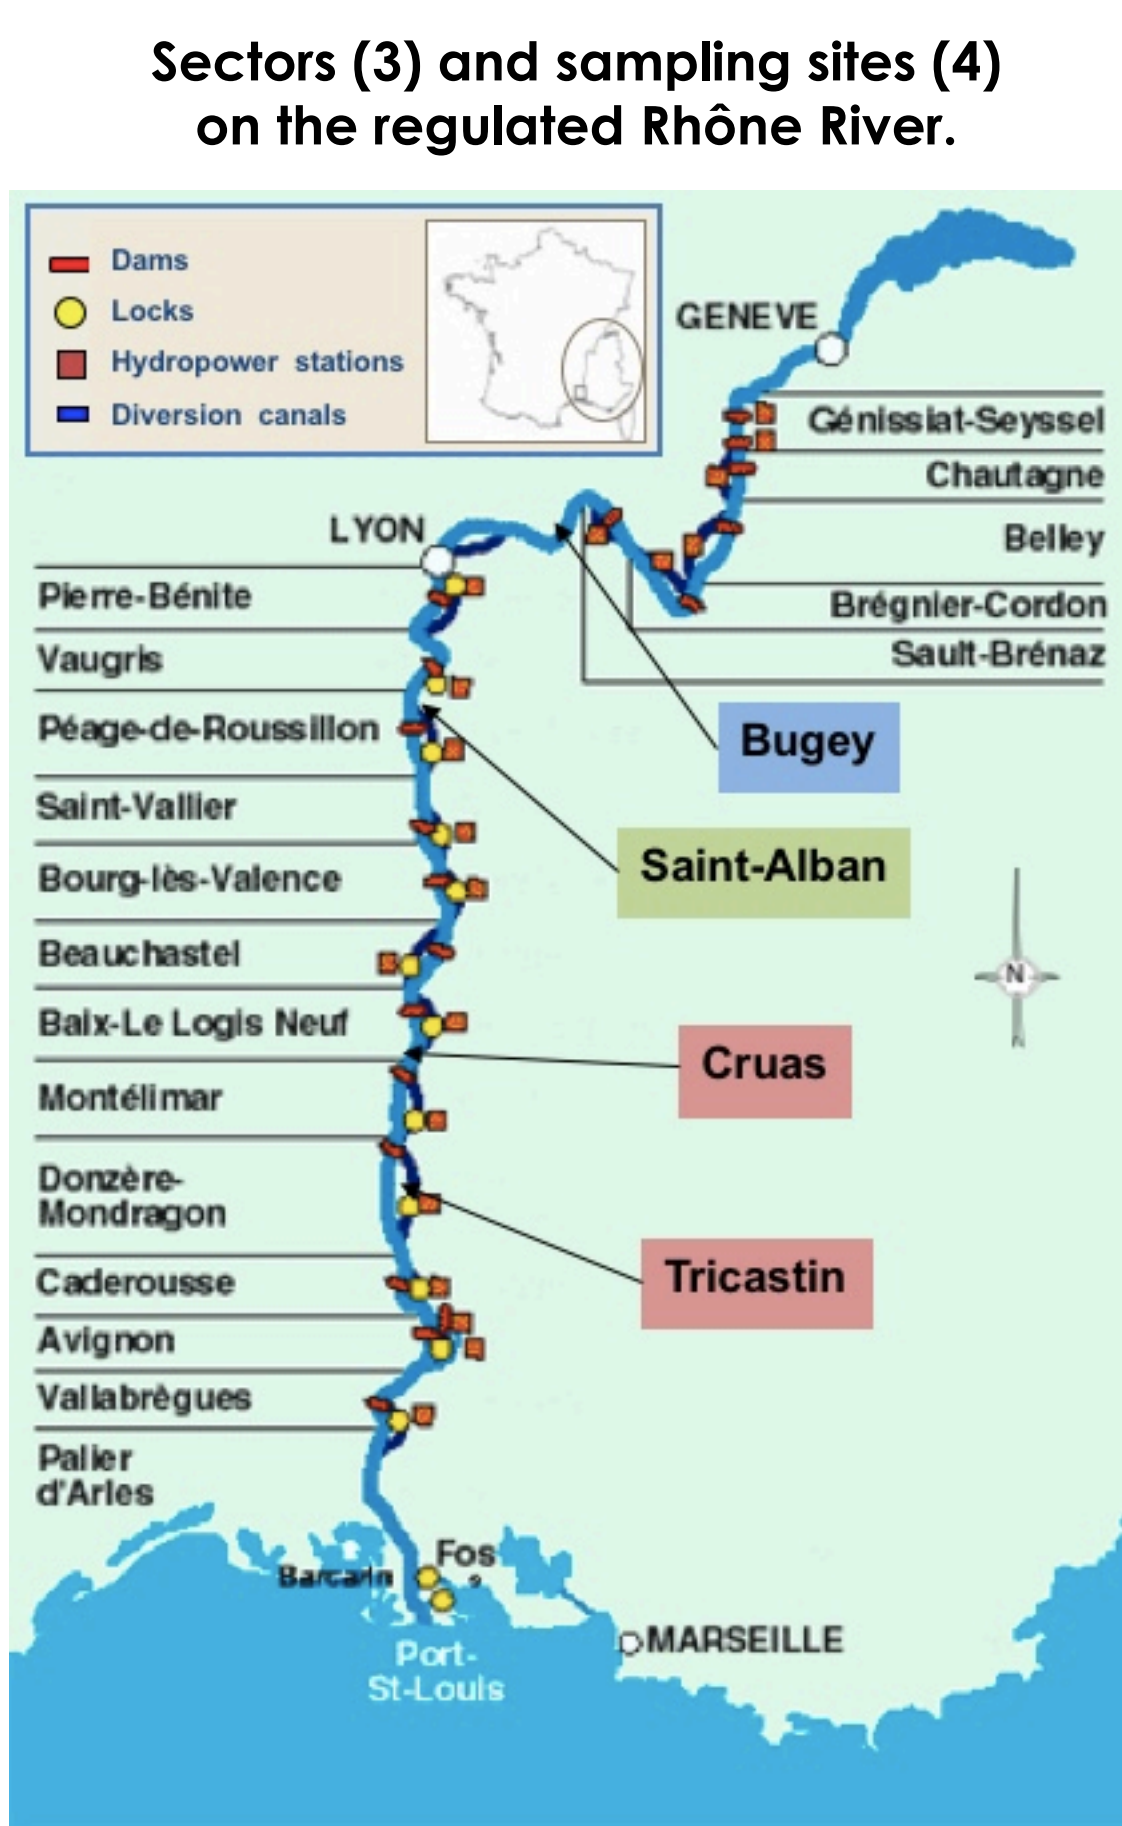 Sectors (3) and sampling sites (4)
on the regulated Rhône River.
Dams
Locks
Hydropower stations
Diversion canals
GENEVE
Génissiat-Seyssel
Chautagne
Belley
Brégnier-Cordon
Sault-Brénaz
LYON
Pierre-Bénite
Vaugris
Péage-de-Roussillon
Saint-Vallier
Bourg-lès-Valence
Beauchastel
Baix-Le Logis Neuf
Montélimar
Donzère-
Mondragon
Caderousse
Avignon
Vallabrègues
Palier
d'Arles
Bugey
Saint-Alban
Cruas
Tricastin
N
N
Fos
Barcarin
Port-
St-Louis
MARSEILLE